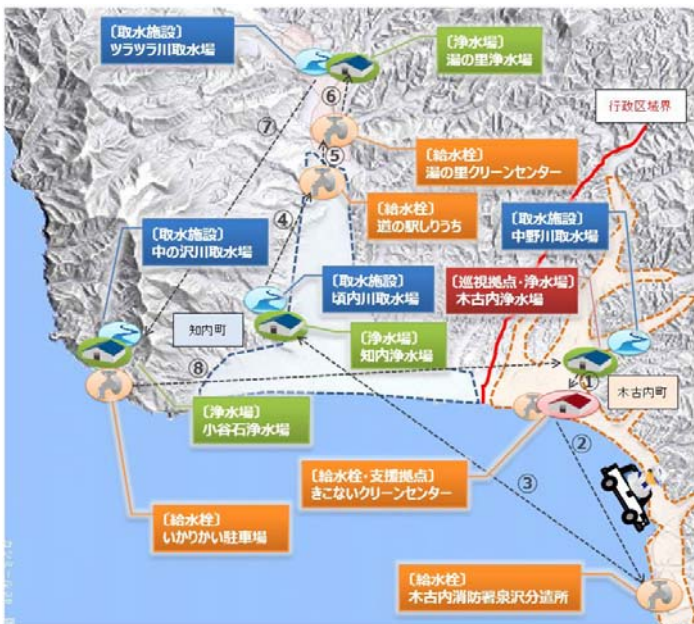 〔取水施設〕
ツラツラ川取水場
〔浄水場〕
湯の里浄水場
⑦
⑥
行政区域界
⑤
〔給水栓〕
湯の里クリーンセンター
④
〔給水栓〕
道の駅しりうち
〔取水施設〕
中の沢川取水場
〔取水施設〕
中野川取水場
〔取水施設〕
頃内川取水場
〔巡視拠点・浄水場〕
木古内浄水場
知内町
〔浄水場〕
知内浄水場
⑧
①
木古内町
〔浄水場〕
小谷石浄水場
②
〔給水栓・支援拠点〕
きこないクリーンセンター
③
〔給水栓〕
いかりかい駐車場
〔給水栓〕
木古内消防署泉沢分遣所